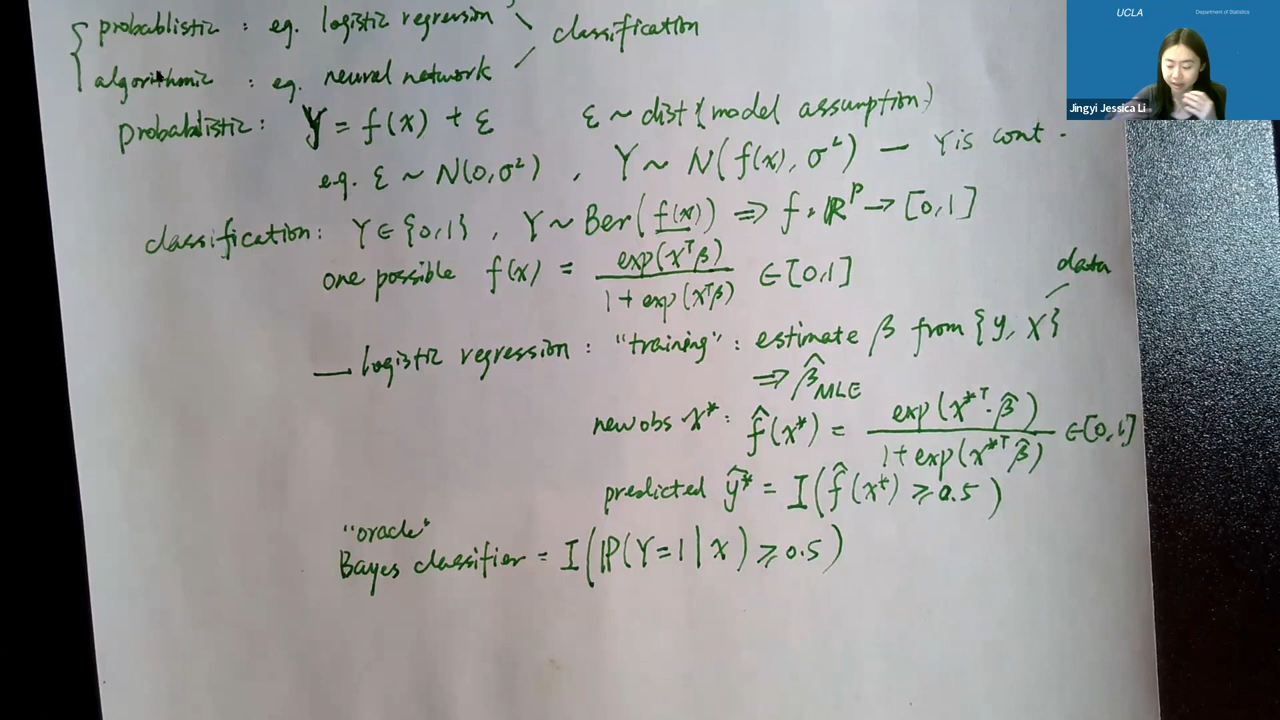 probablistic : eg. logistic regression
classification
algorithmic : eg. neural network
probablistic : Y = f(x) + ε ε ~ dist (model assumption)
eg. ε ~ N(0, σ²) , Y ~ N(f(x), σ²) — Y is cont.
classification : Y ∈ {0,1} , Y ~ Ber(f(x)) ⇒ f : ℝᵖ → [0,1]
one possible f(x) = exp(xᵀβ) / 1 + exp(xᵀβ) ∈ [0,1]
data
— logistic regression : "training" : estimate β from {y, X}
⇒ β̂_MLE
new obs x* : f̂(x*) = exp(x*ᵀ·β̂) / 1 + exp(x*ᵀβ̂) ∈ [0,1]
predicted ŷ* = I(f̂(x*) ≥ 0.5)
"oracle"
Bayes classifier = I(ℙ(Y=1|x) ≥ 0.5)
UCLA
Department of Statistics
Jingyi Jessica Li